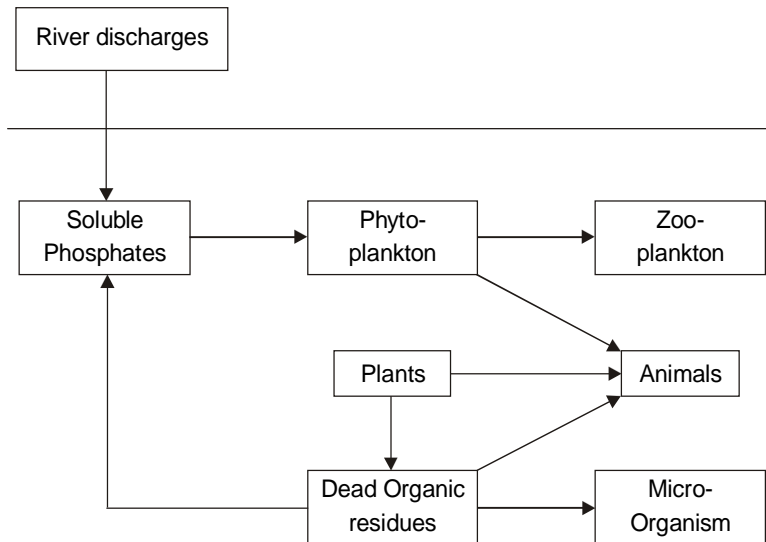 River discharges
Soluble
Phosphates
Phyto-
plankton
Zoo-
plankton
Plants
Animals
Dead Organic
residues
Micro-
Organism